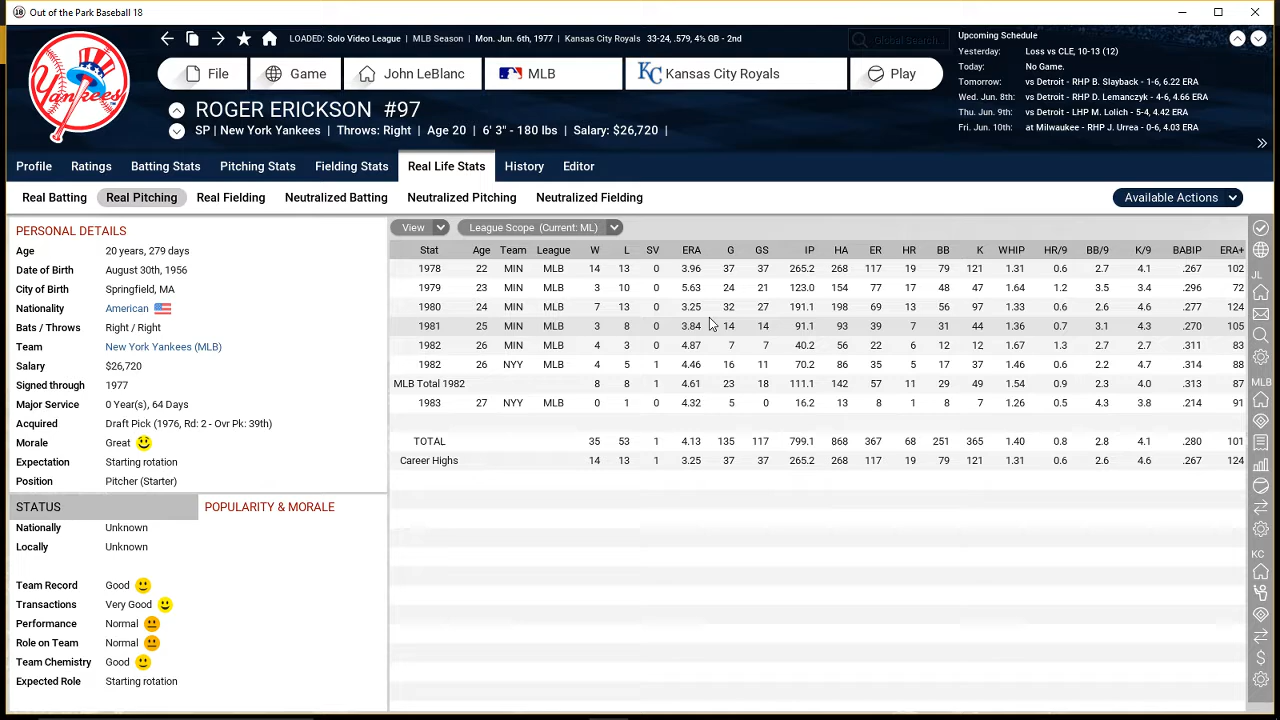 Out of the Park Baseball 18
LOADED: Solo Video League | MLB Season | Mon. Jun. 6th, 1977 | Kansas City Royals 33-24, .579, 4½ GB - 2nd
Global Search...
File Game John LeBlanc MLB Kansas City Royals Play
Upcoming Schedule
Yesterday: Loss vs CLE, 10-13 (12)
Today: No Game.
Tomorrow: vs Detroit - RHP B. Slayback - 1-6, 6.22 ERA
Wed. Jun. 8th: vs Detroit - RHP D. Lemanczyk - 4-6, 4.66 ERA
Thu. Jun. 9th: vs Detroit - LHP M. Lolich - 5-4, 4.42 ERA
Fri. Jun. 10th: at Milwaukee - RHP J. Urrea - 0-6, 4.03 ERA
Yankees
ROGER ERICKSON #97
SP | New York Yankees | Throws: Right | Age 20 | 6' 3" - 180 lbs | Salary: $26,720 |
Profile Ratings Batting Stats Pitching Stats Fielding Stats Real Life Stats History Editor
Real Batting Real Pitching Real Fielding Neutralized Batting Neutralized Pitching Neutralized Fielding Available Actions
PERSONAL DETAILS
Age 20 years, 279 days
Date of Birth August 30th, 1956
City of Birth Springfield, MA
Nationality American
Bats / Throws Right / Right
Team New York Yankees (MLB)
Salary $26,720
Signed through 1977
Major Service 0 Year(s), 64 Days
Acquired Draft Pick (1976, Rd: 2 - Ovr Pk: 39th)
Morale Great
Expectation Starting rotation
Position Pitcher (Starter)
STATUS POPULARITY & MORALE
Nationally Unknown
Locally Unknown
Team Record Good
Transactions Very Good
Performance Normal
Role on Team Normal
Team Chemistry Good
Expected Role Starting rotation
View League Scope (Current: ML)
Stat Age Team League W L SV ERA G GS IP HA ER HR BB K WHIP HR/9 BB/9 K/9 BABIP ERA+
1978 22 MIN MLB 14 13 0 3.96 37 37 265.2 268 117 19 79 121 1.31 0.6 2.7 4.1 .267 102
1979 23 MIN MLB 3 10 0 5.63 24 21 123.0 154 77 17 48 47 1.64 1.2 3.5 3.4 .296 72
1980 24 MIN MLB 7 13 0 3.25 32 27 191.1 198 69 13 56 97 1.33 0.6 2.6 4.6 .277 124
1981 25 MIN MLB 3 8 0 3.84 14 14 91.1 93 39 7 31 44 1.36 0.7 3.1 4.3 .270 105
1982 26 MIN MLB 4 3 0 4.87 7 7 40.2 56 22 6 12 12 1.67 1.3 2.7 2.7 .311 83
1982 26 NYY MLB 4 5 1 4.46 16 11 70.2 86 35 5 17 37 1.46 0.6 2.2 4.7 .314 88
MLB Total 1982 8 8 1 4.61 23 18 111.1 142 57 11 29 49 1.54 0.9 2.3 4.0 .313 87
1983 27 NYY MLB 0 1 0 4.32 5 0 16.2 13 8 1 8 7 1.26 0.5 4.3 3.8 .214 91
TOTAL 35 53 1 4.13 135 117 799.1 868 367 68 251 365 1.40 0.8 2.8 4.1 .280 101
Career Highs 14 13 1 3.25 37 37 265.2 268 117 19 79 121 1.31 0.6 2.6 4.6 .267 124
JL
MLB
KC